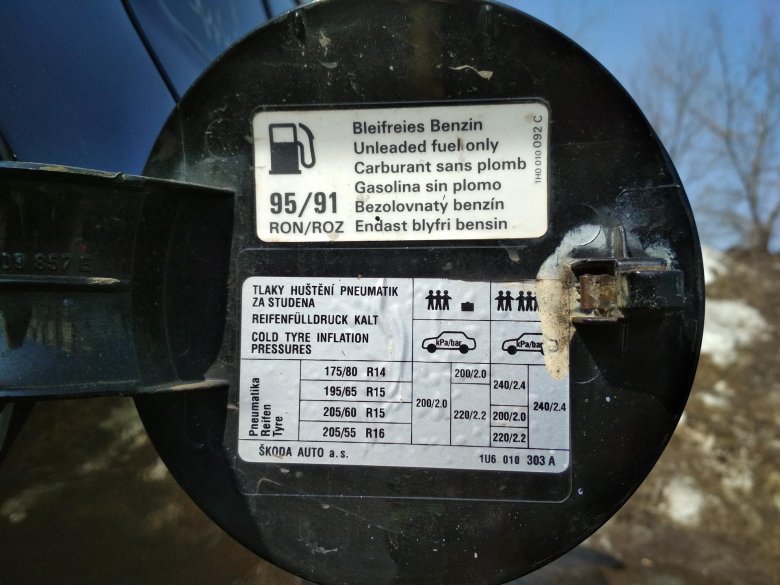 Bleifreies Benzin
Unleaded fuel only
Carburant sans plomb
Gasolina sin plomo
95/91 Bezolovnatý benzín
RON/ROZ Endast blyfri bensin
1H0 010 092 C
TLAKY HUŠTĚNÍ PNEUMATIK
ZA STUDENA
REIFENFÜLLDRUCK KALT
COLD TYRE INFLATION
PRESSURES
kPa/bar kPa/bar
Pneumatika
Reifen
Tyre
175/80 R14
195/65 R15
205/60 R15
205/55 R16
200/2.0
200/2.0
220/2.2
240/2.4
200/2.0
220/2.2
240/2.4
ŠKODA AUTO a.s. 1U6 010 303 A